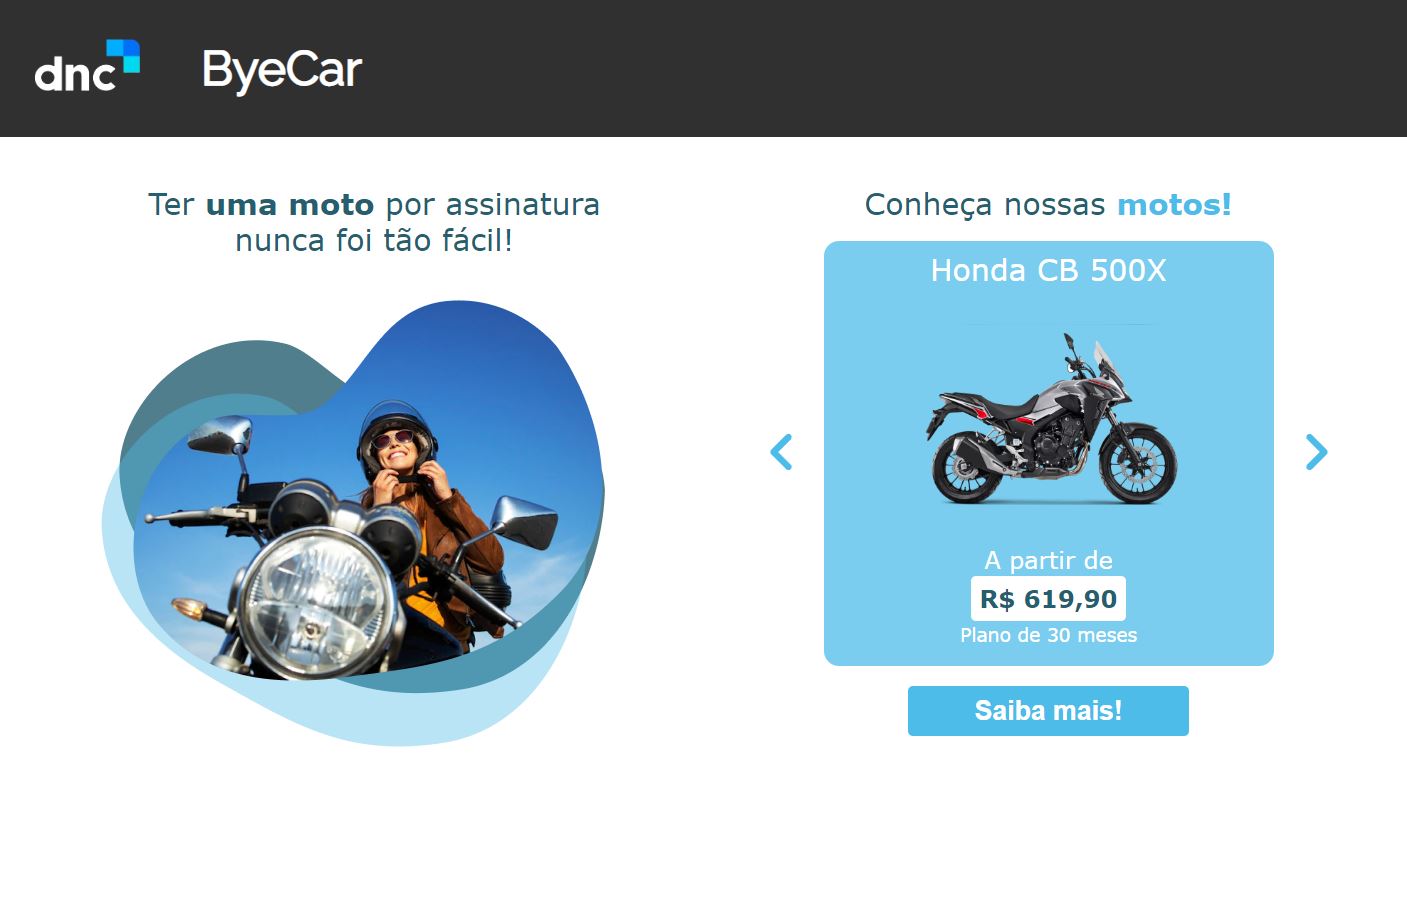 dnc
ByeCar
Ter uma moto por assinatura
nunca foi tão fácil!
Conheça nossas motos!
Honda CB 500X
A partir de
R$ 619,90
Plano de 30 meses
Saiba mais!